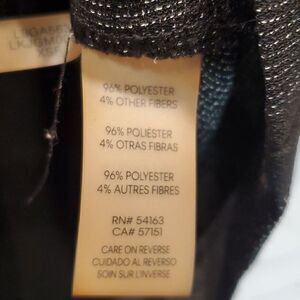 96% POLYESTER
4% OTHER FIBERS
96% POLIÉSTER
4% OTRAS FIBRAS
96% POLYESTER
4% AUTRES FIBRES
RN# 54163
CA# 57151
CARE ON REVERSE
CUIDADO AL REVERSO
SOIN SUR L'INVERSE